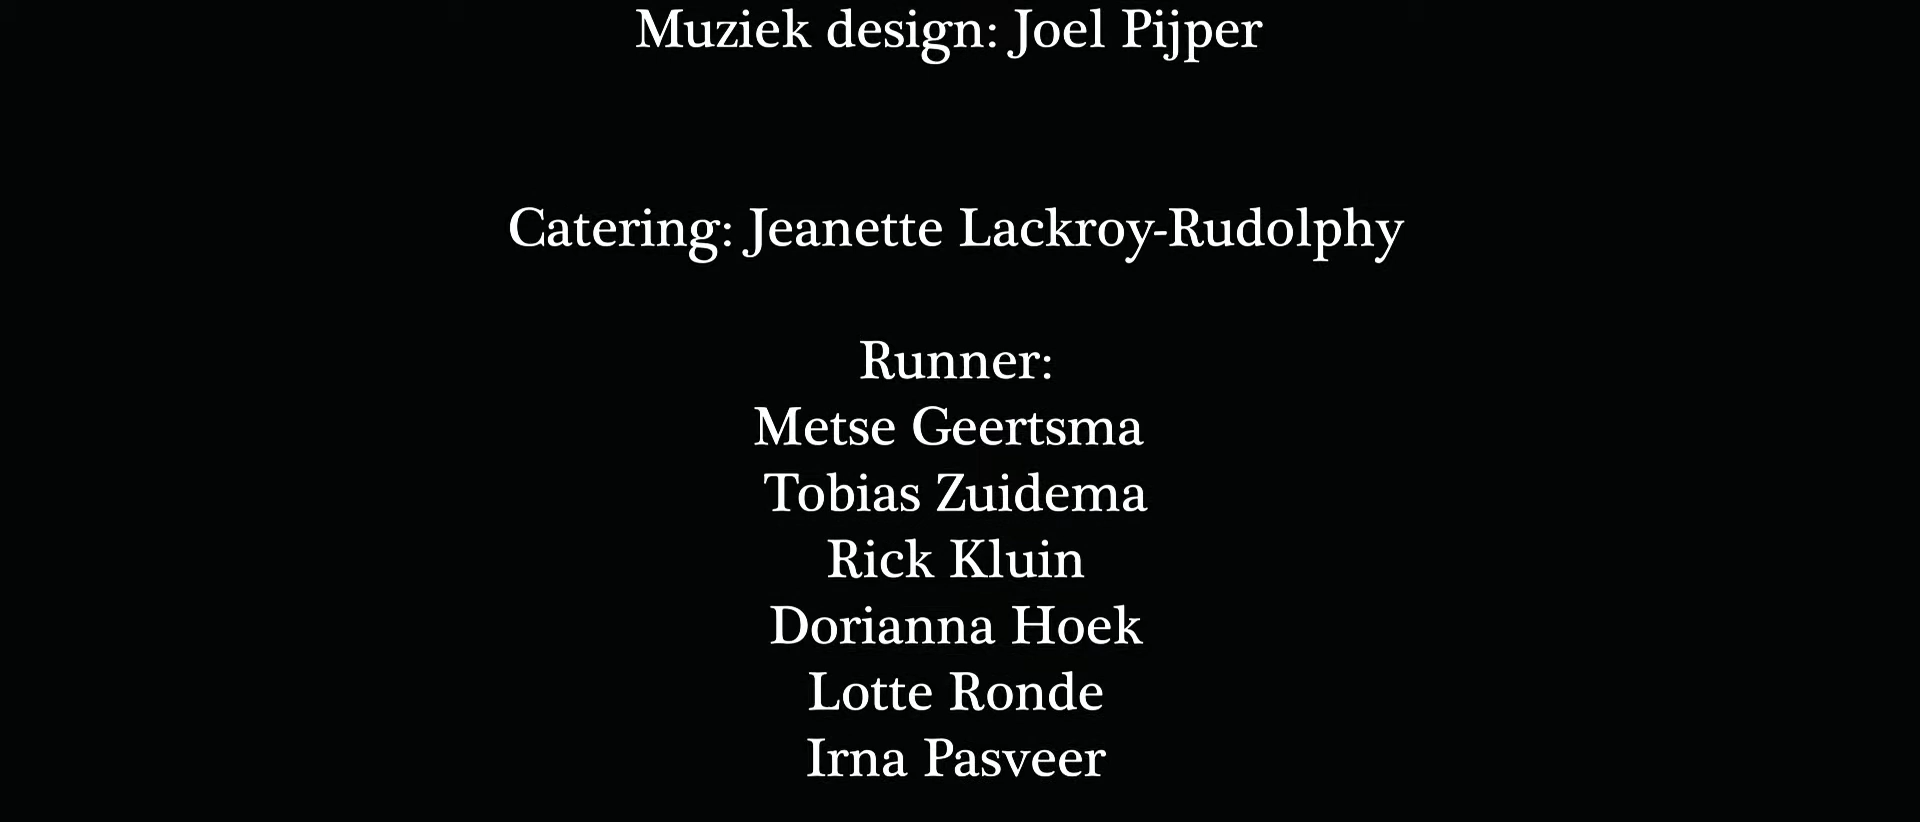 Muziek design: Joel Pijper
Catering: Jeanette Lackroy-Rudolphy
Runner:
Metse Geertsma
Tobias Zuidema
Rick Kluin
Dorianna Hoek
Lotte Ronde
Irna Pasveer